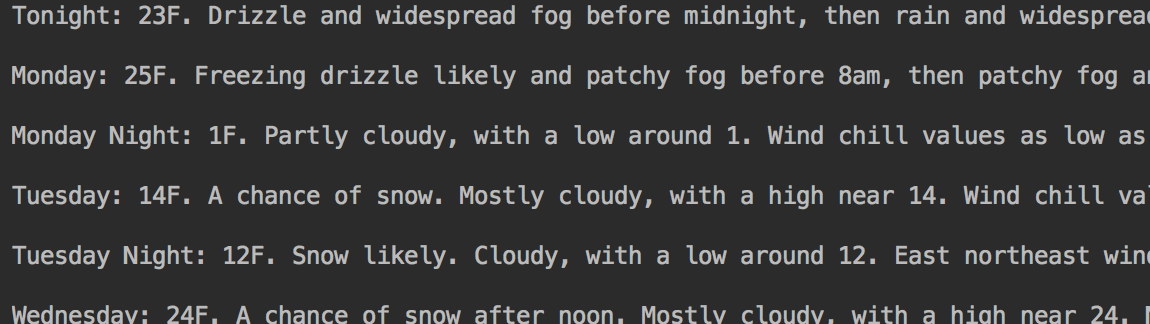 Tonight: 23F. Drizzle and widespread fog before midnight, then rain and widesprea
Monday: 25F. Freezing drizzle likely and patchy fog before 8am, then patchy fog a
Monday Night: 1F. Partly cloudy, with a low around 1. Wind chill values as low as
Tuesday: 14F. A chance of snow. Mostly cloudy, with a high near 14. Wind chill va
Tuesday Night: 12F. Snow likely. Cloudy, with a low around 12. East northeast win
Wednesday: 24F. A chance of snow after noon. Mostly cloudy, with a high near 24.